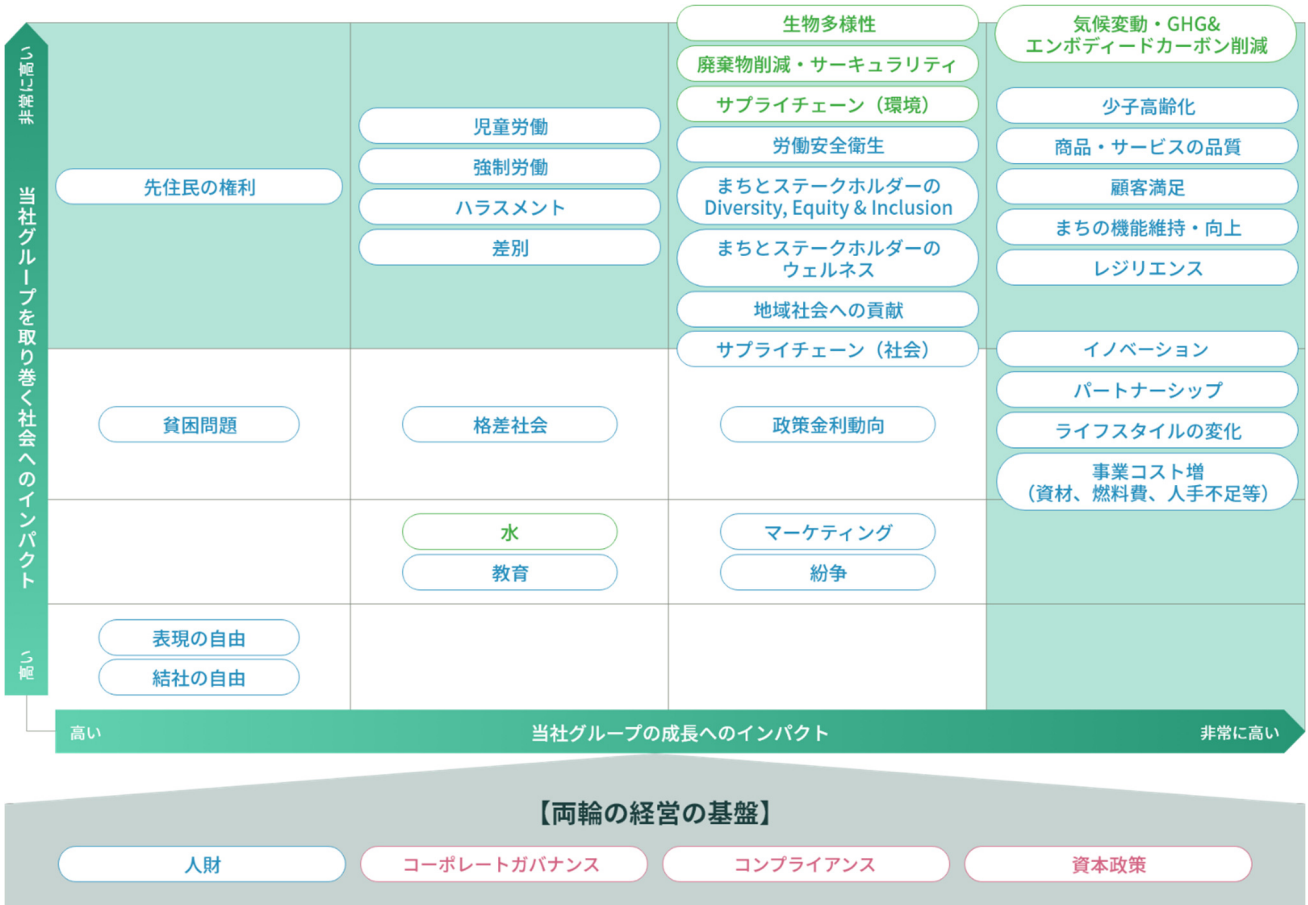 非常に高い
当社グループを取り巻く社会へのインパクト
高い
先住民の権利
児童労働
強制労働
ハラスメント
差別
生物多様性
廃棄物削減・サーキュラリティ
サプライチェーン（環境）
労働安全衛生
まちとステークホルダーの
Diversity, Equity & Inclusion
まちとステークホルダーの
ウェルネス
地域社会への貢献
サプライチェーン（社会）
気候変動・GHG&
エンボディードカーボン削減
少子高齢化
商品・サービスの品質
顧客満足
まちの機能維持・向上
レジリエンス
イノベーション
パートナーシップ
ライフスタイルの変化
事業コスト増
（資材、燃料費、人手不足等）
貧困問題
格差社会
政策金利動向
水
教育
マーケティング
紛争
表現の自由
結社の自由
高い
当社グループの成長へのインパクト
非常に高い
【両輪の経営の基盤】
人財
コーポレートガバナンス
コンプライアンス
資本政策